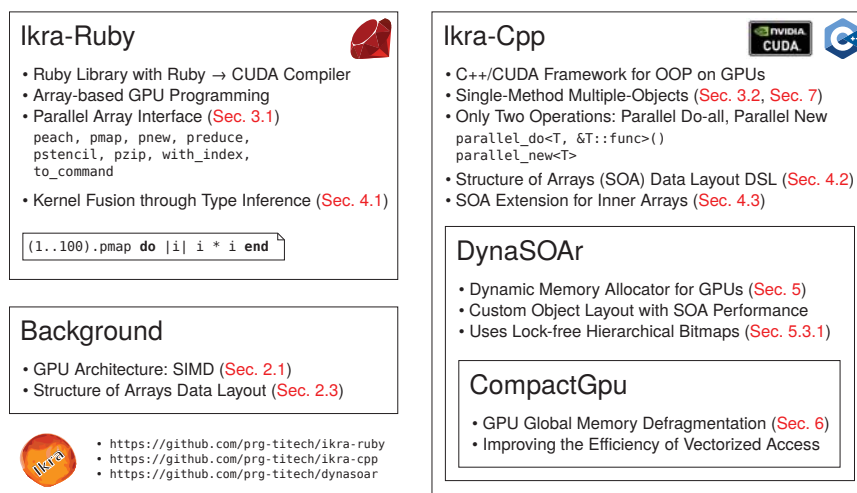 Ikra-Ruby
• Ruby Library with Ruby → CUDA Compiler
• Array-based GPU Programming
• Parallel Array Interface (Sec. 3.1)
peach, pmap, pnew, preduce,
pstencil, pzip, with_index,
to_command
• Kernel Fusion through Type Inference (Sec. 4.1)
(1..100).pmap do |i| i * i end
Background
• GPU Architecture: SIMD (Sec. 2.1)
• Structure of Arrays Data Layout (Sec. 2.3)
Ikra
• https://github.com/prg-titech/ikra-ruby
• https://github.com/prg-titech/ikra-cpp
• https://github.com/prg-titech/dynasoar
Ikra-Cpp
NVIDIA
CUDA
• C++/CUDA Framework for OOP on GPUs
• Single-Method Multiple-Objects (Sec. 3.2, Sec. 7)
• Only Two Operations: Parallel Do-all, Parallel New
parallel_do<T, &T::func>()
parallel_new<T>
• Structure of Arrays (SOA) Data Layout DSL (Sec. 4.2)
• SOA Extension for Inner Arrays (Sec. 4.3)
DynaSOAr
• Dynamic Memory Allocator for GPUs (Sec. 5)
• Custom Object Layout with SOA Performance
• Uses Lock-free Hierarchical Bitmaps (Sec. 5.3.1)
CompactGpu
• GPU Global Memory Defragmentation (Sec. 6)
• Improving the Efficiency of Vectorized Access